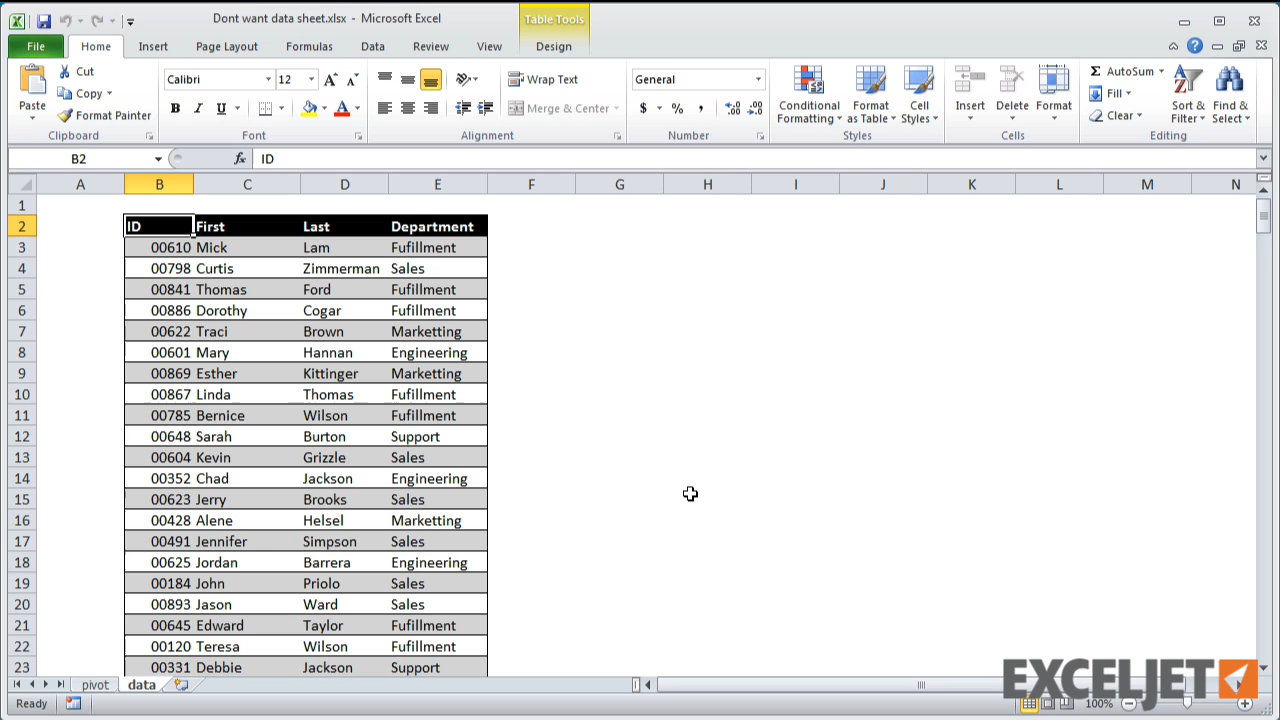 Dont want data sheet.xlsx - Microsoft Excel
Table Tools
File Home Insert Page Layout Formulas Data Review View Design
Paste
Cut
Copy
Format Painter
Clipboard
Calibri 12
B I U
Font
Wrap Text
Merge & Center
Alignment
General
$ % ,
Number
Conditional Formatting
Format as Table
Cell Styles
Styles
Insert
Delete
Format
Cells
AutoSum
Fill
Clear
Sort & Filter
Find & Select
Editing
B2 fx ID
A B C D E F G H I J K L M N
1
2 ID First Last Department
3 00610 Mick Lam Fufillment
4 00798 Curtis Zimmerman Sales
5 00841 Thomas Ford Fufillment
6 00886 Dorothy Cogar Fufillment
7 00622 Traci Brown Marketting
8 00601 Mary Hannan Engineering
9 00869 Esther Kittinger Marketting
10 00867 Linda Thomas Fufillment
11 00785 Bernice Wilson Fufillment
12 00648 Sarah Burton Support
13 00604 Kevin Grizzle Sales
14 00352 Chad Jackson Engineering
15 00623 Jerry Brooks Sales
16 00428 Alene Helsel Marketting
17 00491 Jennifer Simpson Sales
18 00625 Jordan Barrera Engineering
19 00184 John Priolo Sales
20 00893 Jason Ward Sales
21 00645 Edward Taylor Fufillment
22 00120 Teresa Wilson Fufillment
23 00331 Debbie Jackson Support
pivot data
Ready 100%
EXCELJET